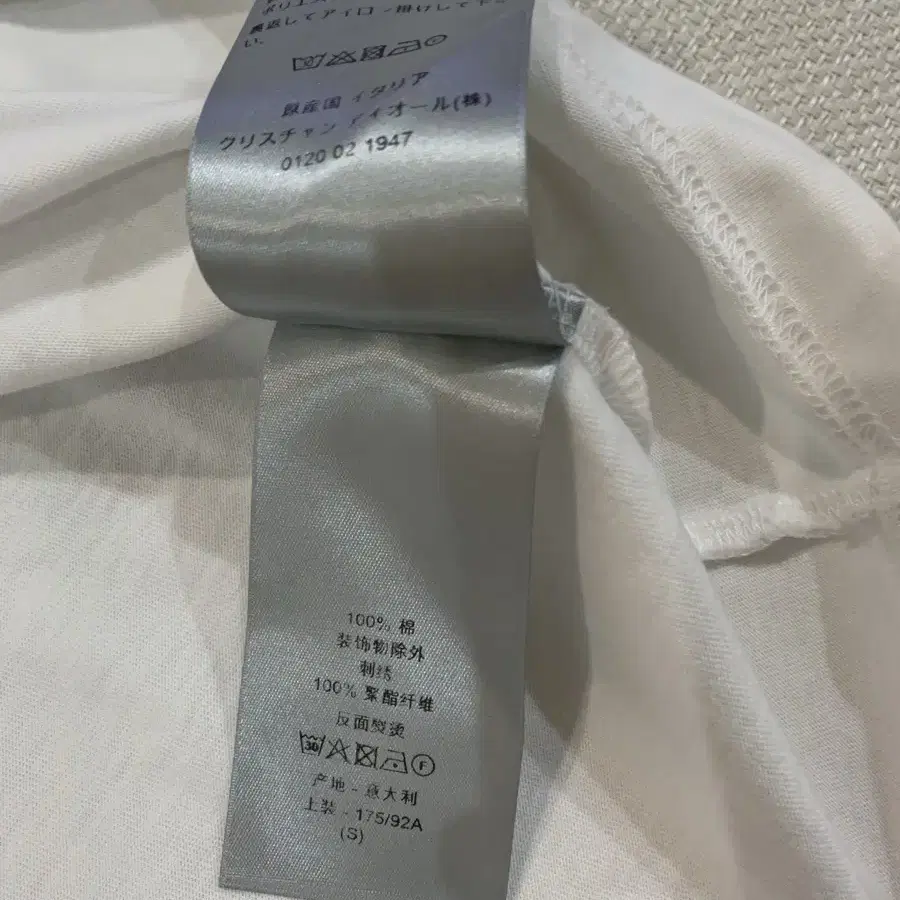 裏返してアイロン掛けして下さ
い。
30
原産国 イタリア
クリスチャン ディオール(株)
0120 02 1947
100% 棉
装饰物除外
刺绣
100% 聚酯纤维
反面熨烫
30 F
产地 - 意大利
上装 - 175/92A
(S)